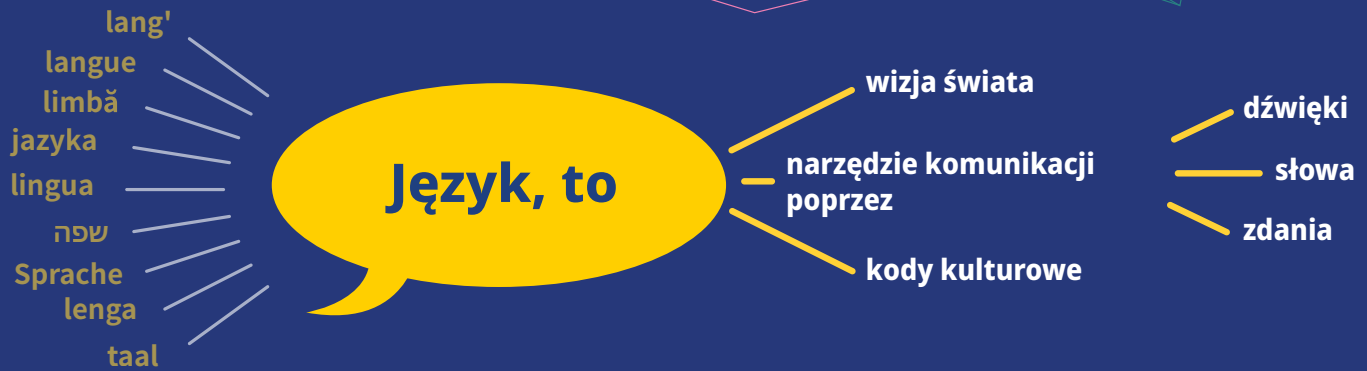 lang'
langue
limbă
jazyka
lingua
שפה
Sprache
lenga
taal
Język, to
wizja świata
narzędzie komunikacji
poprzez
kody kulturowe
dźwięki
słowa
zdania